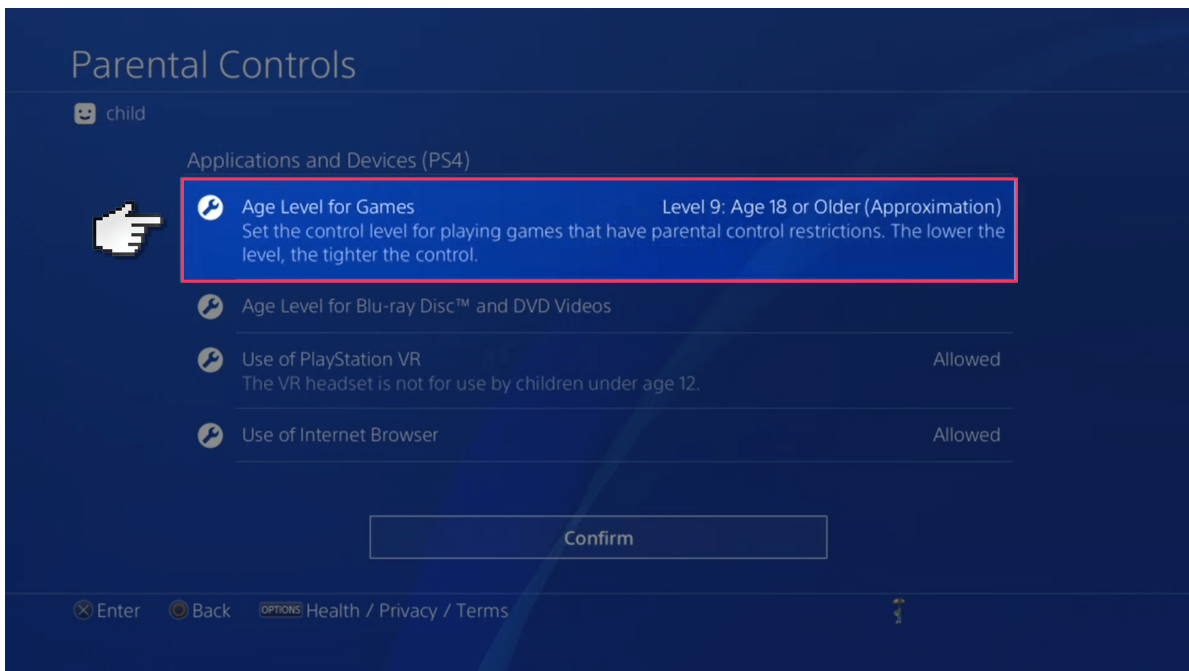 Parental Controls
child
Applications and Devices (PS4)
Age Level for Games Level 9: Age 18 or Older (Approximation)
Set the control level for playing games that have parental control restrictions. The lower the
level, the tighter the control.
Age Level for Blu-ray Disc™ and DVD Videos
Use of PlayStation VR Allowed
The VR headset is not for use by children under age 12.
Use of Internet Browser Allowed
Confirm
Enter Back OPTIONS Health / Privacy / Terms